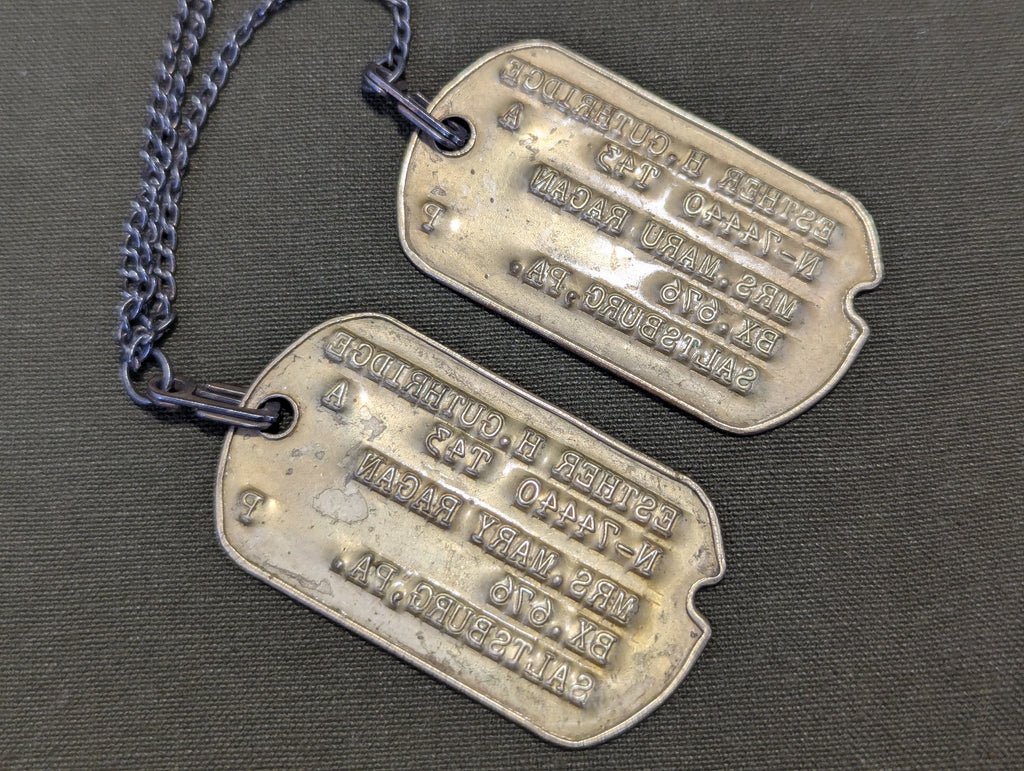 ESTHER H.GUTHRIDGE
N-74440 T43 A
MRS.MARU RAGAN
BX.676
SALTSBURG,PA. P
ESTHER H.GUTHRIDGE
N-74440 T43 A
MRS.MARY RAGAN
BX.676
SALTSBURG,PA. P